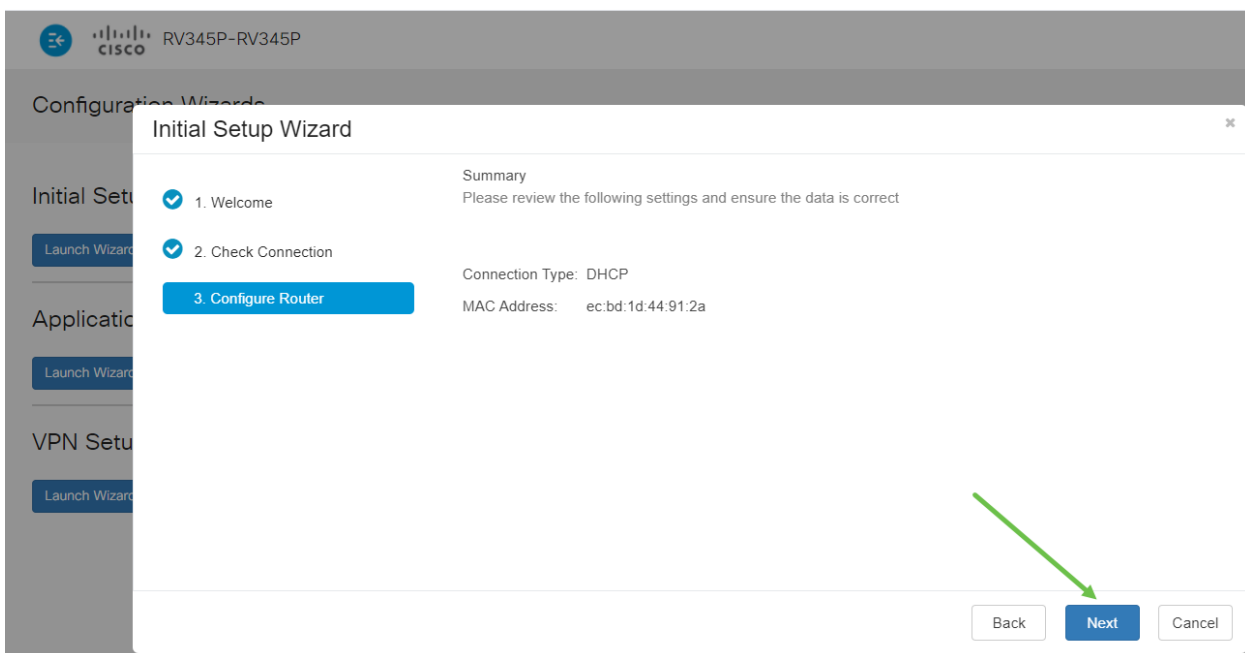 CISCO RV345P-RV345P
Configuration Wizards
Initial Setup Wizard
Initial Setu
Launch Wizard
Applicatic
Launch Wizard
VPN Setu
Launch Wizard
1. Welcome
2. Check Connection
3. Configure Router
Summary
Please review the following settings and ensure the data is correct
Connection Type: DHCP
MAC Address: ec:bd:1d:44:91:2a
Back Next Cancel